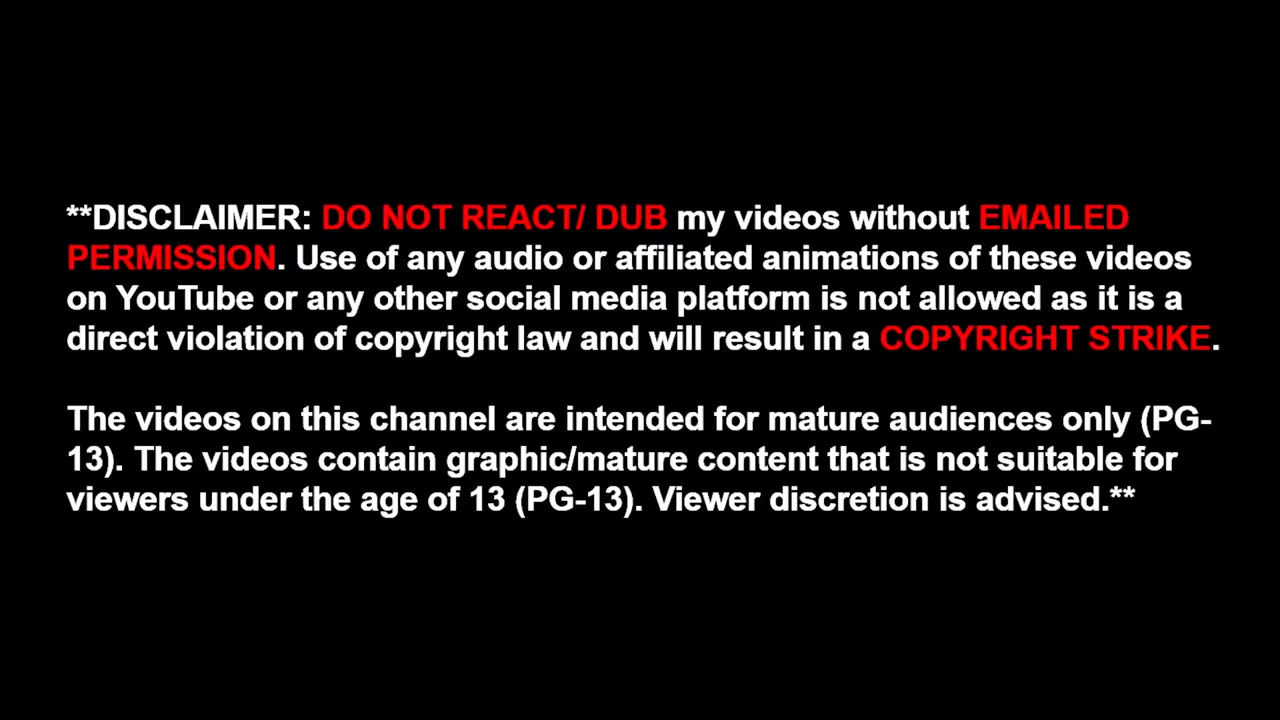 **DISCLAIMER: DO NOT REACT/ DUB my videos without EMAILED
PERMISSION. Use of any audio or affiliated animations of these videos
on YouTube or any other social media platform is not allowed as it is a
direct violation of copyright law and will result in a COPYRIGHT STRIKE.
The videos on this channel are intended for mature audiences only (PG-
13). The videos contain graphic/mature content that is not suitable for
viewers under the age of 13 (PG-13). Viewer discretion is advised.**